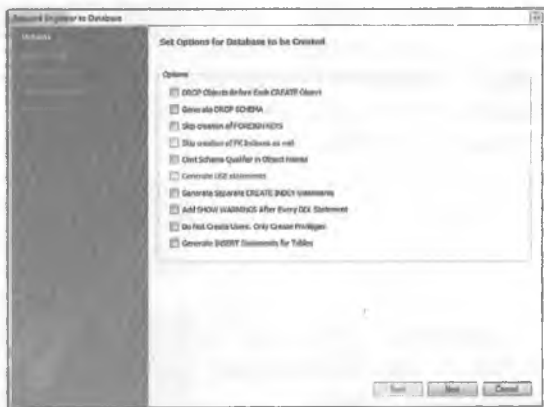 Forward Engineer to Database
Options
Set Options for Database to be Created
Options
DROP Objects Before Each CREATE Object
Generate DROP SCHEMA
Skip creation of FOREIGN KEYS
Skip creation of FK Indexes as well
Omit Schema Qualifier in Object Names
Generate USE statements
Generate Separate CREATE INDEX Statements
Add SHOW WARNINGS After Every DDL Statement
Do Not Create Users. Only Create Privileges
Generate INSERT Statements for Tables
Back Next Cancel